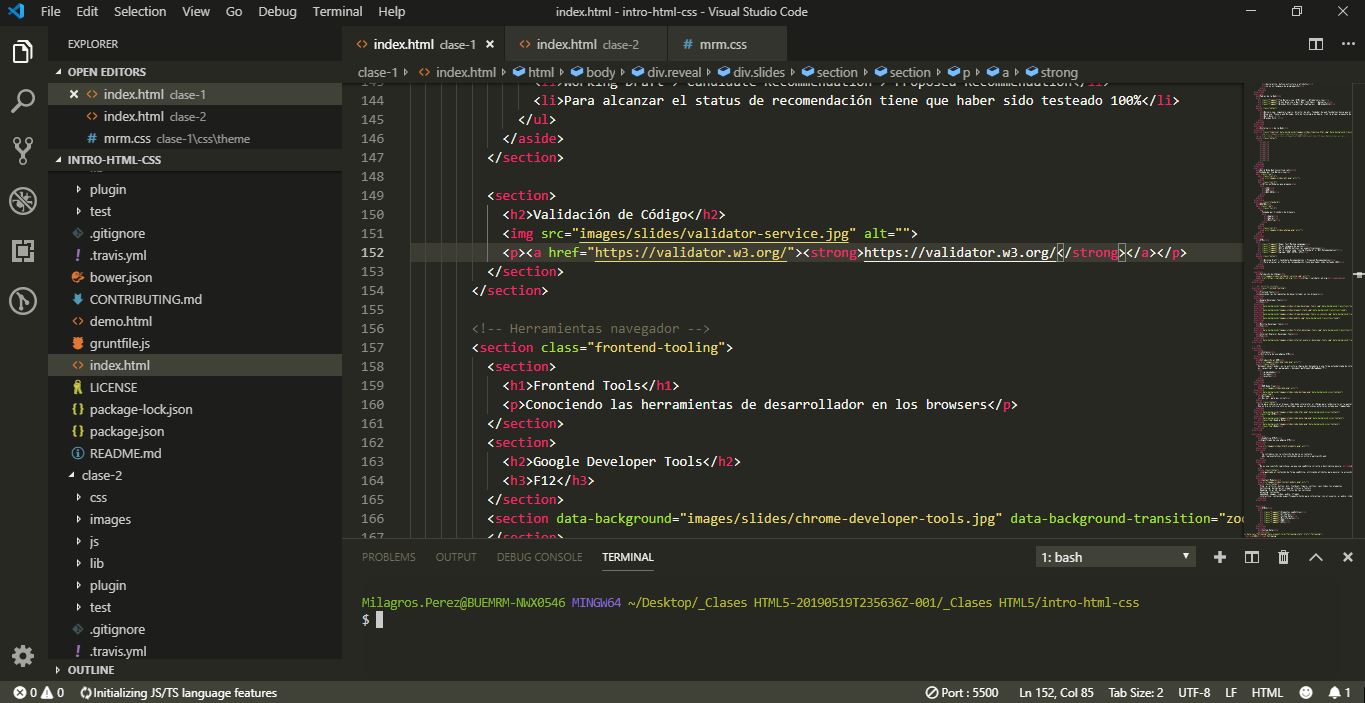 File Edit Selection View Go Debug Terminal Help index.html - intro-html-css - Visual Studio Code
EXPLORER
OPEN EDITORS
index.html clase-1
index.html clase-2
mrm.css clase-1\css\theme
INTRO-HTML-CSS
lib
plugin
test
.gitignore
.travis.yml
bower.json
CONTRIBUTING.md
demo.html
gruntfile.js
index.html
LICENSE
package-lock.json
package.json
README.md
clase-2
css
images
js
lib
plugin
test
.gitignore
.travis.yml
OUTLINE
index.html clase-1 index.html clase-2 # mrm.css
clase-1 index.html html body div.reveal div.slides section section p a strong
143 <li>Working Draft > Candidate Recommendation > Proposed Recommendation</li>
144 <li>Para alcanzar el status de recomendación tiene que haber sido testeado 100%</li>
145 </ul>
146 </aside>
147 </section>
148
149 <section>
150 <h2>Validación de Código</h2>
151 <img src="images/slides/validator-service.jpg" alt="">
152 <p><a href="https://validator.w3.org/"><strong>https://validator.w3.org/</strong></a></p>
153 </section>
154 </section>
155
156 <!-- Herramientas navegador -->
157 <section class="frontend-tooling">
158 <section>
159 <h1>Frontend Tools</h1>
160 <p>Conociendo las herramientas de desarrollador en los browsers</p>
161 </section>
162 <section>
163 <h2>Google Developer Tools</h2>
164 <h3>F12</h3>
165 </section>
166 <section data-background="images/slides/chrome-developer-tools.jpg" data-background-transition="zoo
</section>
PROBLEMS OUTPUT DEBUG CONSOLE TERMINAL 1: bash
Milagros.Perez@BUEMRM-NWX0546 MINGW64 ~/Desktop/_Clases HTML5-20190519T235636Z-001/_Clases HTML5/intro-html-css
$
0 0 Initializing JS/TS language features Port : 5500 Ln 152, Col 85 Tab Size: 2 UTF-8 LF HTML 1